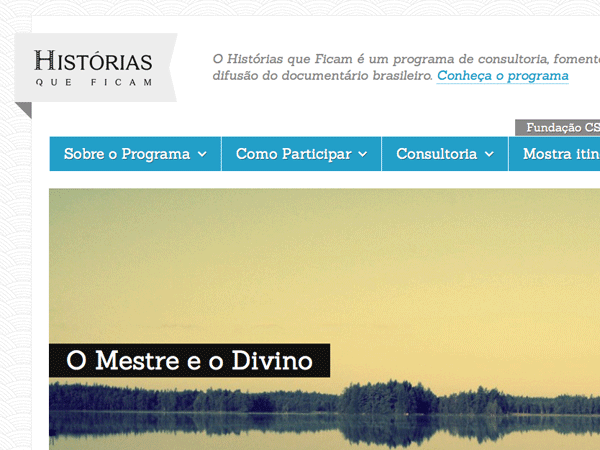 HISTÓRIAS
QUE FICAM
O Histórias que Ficam é um programa de consultoria, fomento
difusão do documentário brasileiro. Conheça o programa
Fundação CS
Sobre o Programa
Como Participar
Consultoria
Mostra itin
O Mestre e o Divino